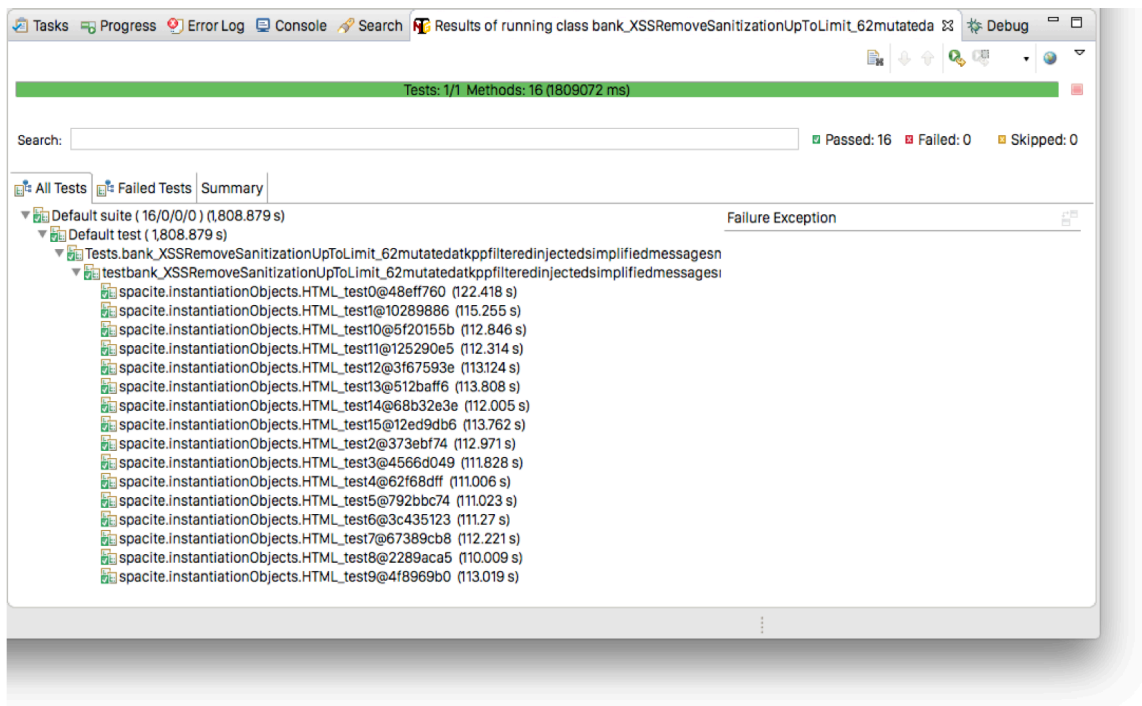 Tasks Progress Error Log Console Search Results of running class bank_XSSRemoveSanitizationUpToLimit_62mutateda Debug
Tests: 1/1 Methods: 16 (1809072 ms)
Search: Passed: 16 Failed: 0 Skipped: 0
All Tests Failed Tests Summary
Default suite ( 16/0/0/0 ) (1,808.879 s) Failure Exception
Default test ( 1,808.879 s)
Tests.bank_XSSRemoveSanitizationUpToLimit_62mutatedatkppfilteredinjectedsimplifiedmessagesn
testbank_XSSRemoveSanitizationUpToLimit_62mutatedatkppfilteredinjectedsimplifiedmessagesn
spacite.instantiationObjects.HTML_test0@48eff760 (122.418 s)
spacite.instantiationObjects.HTML_test1@10289886 (115.255 s)
spacite.instantiationObjects.HTML_test10@5f20155b (112.846 s)
spacite.instantiationObjects.HTML_test11@125290e5 (112.314 s)
spacite.instantiationObjects.HTML_test12@3f67593e (113.124 s)
spacite.instantiationObjects.HTML_test13@512baff6 (113.808 s)
spacite.instantiationObjects.HTML_test14@68b32e3e (112.005 s)
spacite.instantiationObjects.HTML_test15@12ed9db6 (113.762 s)
spacite.instantiationObjects.HTML_test2@373ebf74 (112.971 s)
spacite.instantiationObjects.HTML_test3@4566d049 (111.828 s)
spacite.instantiationObjects.HTML_test4@62f68dff (111.006 s)
spacite.instantiationObjects.HTML_test5@792bbc74 (111.023 s)
spacite.instantiationObjects.HTML_test6@3c435123 (111.27 s)
spacite.instantiationObjects.HTML_test7@67389cb8 (112.221 s)
spacite.instantiationObjects.HTML_test8@2289aca5 (110.009 s)
spacite.instantiationObjects.HTML_test9@4f8969b0 (113.019 s)